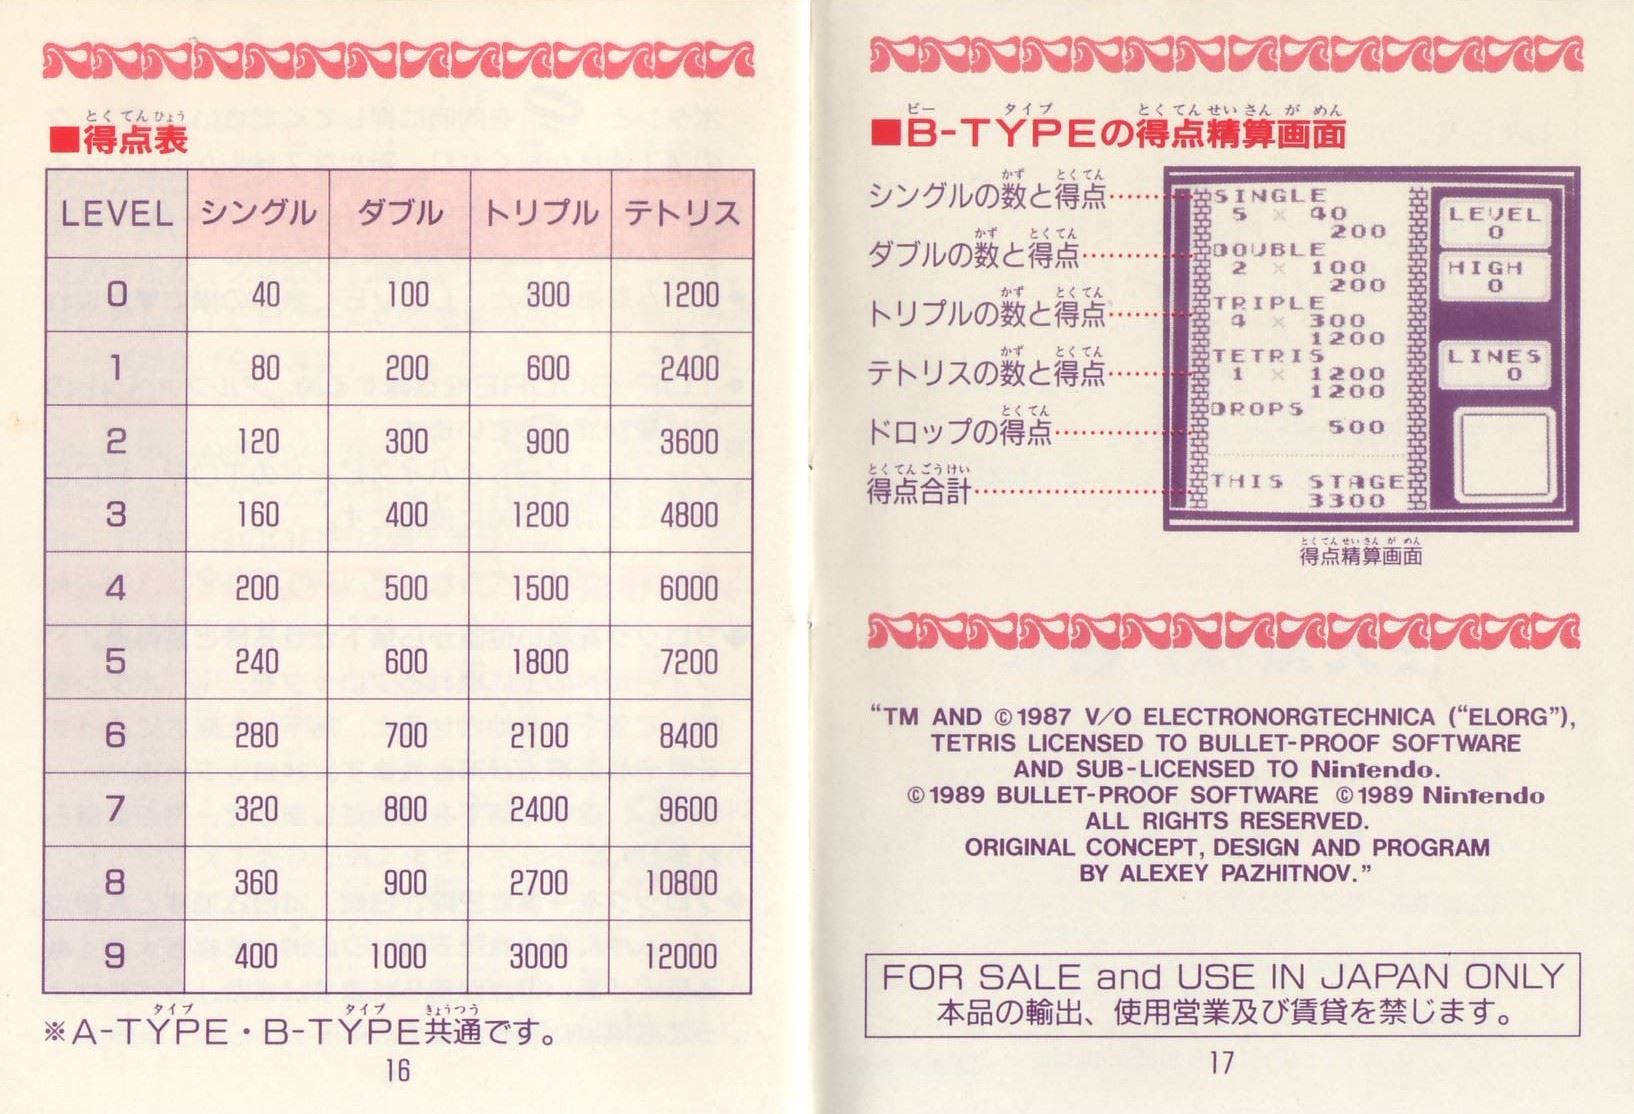 とくてんひょう
■得点表
LEVEL シングル ダブル トリプル テトリス
0 40 100 300 1200
1 80 200 600 2400
2 120 300 900 3600
3 160 400 1200 4800
4 200 500 1500 6000
5 240 600 1800 7200
6 280 700 2100 8400
7 320 800 2400 9600
8 360 900 2700 10800
9 400 1000 3000 12000
タイプ タイプ きょうつう
※A-TYPE・B-TYPE共通です。
16
ビー タイプ とくてんせいさんがめん
■B-TYPEの得点精算画面
かず とくてん
シングルの数と得点
かず とくてん
ダブルの数と得点
かず とくてん
トリプルの数と得点
かず とくてん
テトリスの数と得点
とくてん
ドロップの得点
とくてんごうけい
得点合計
SINGLE
5 × 40
200
DOUBLE
2 × 100
200
TRIPLE
4 × 300
1200
TETRIS
1 × 1200
1200
DROPS
500
THIS STAGE
3300
LEVEL
0
HIGH
0
LINES
0
とくてんせいさんがめん
得点精算画面
“TM AND ©1987 V/O ELECTRONORGTECHNICA (“ELORG”),
TETRIS LICENSED TO BULLET-PROOF SOFTWARE
AND SUB-LICENSED TO Nintendo.
©1989 BULLET-PROOF SOFTWARE ©1989 Nintendo
ALL RIGHTS RESERVED.
ORIGINAL CONCEPT, DESIGN AND PROGRAM
BY ALEXEY PAZHITNOV.”
FOR SALE and USE IN JAPAN ONLY
本品の輸出、使用営業及び賃貸を禁じます。
17